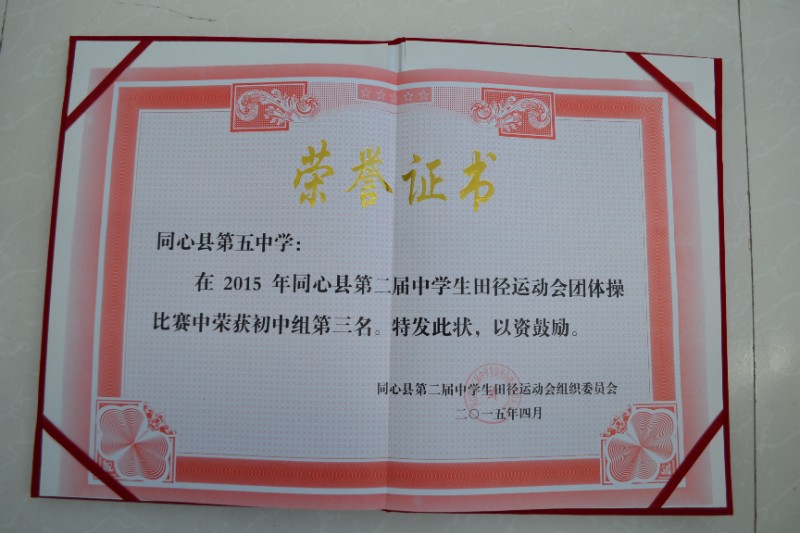 荣誉证书
同心县第五中学：
在 2015 年同心县第二届中学生田径运动会团体操
比赛中荣获初中组第三名。特发此状，以资鼓励。
同心县第二届中学生田径运动会组织委员会
二〇一五年四月